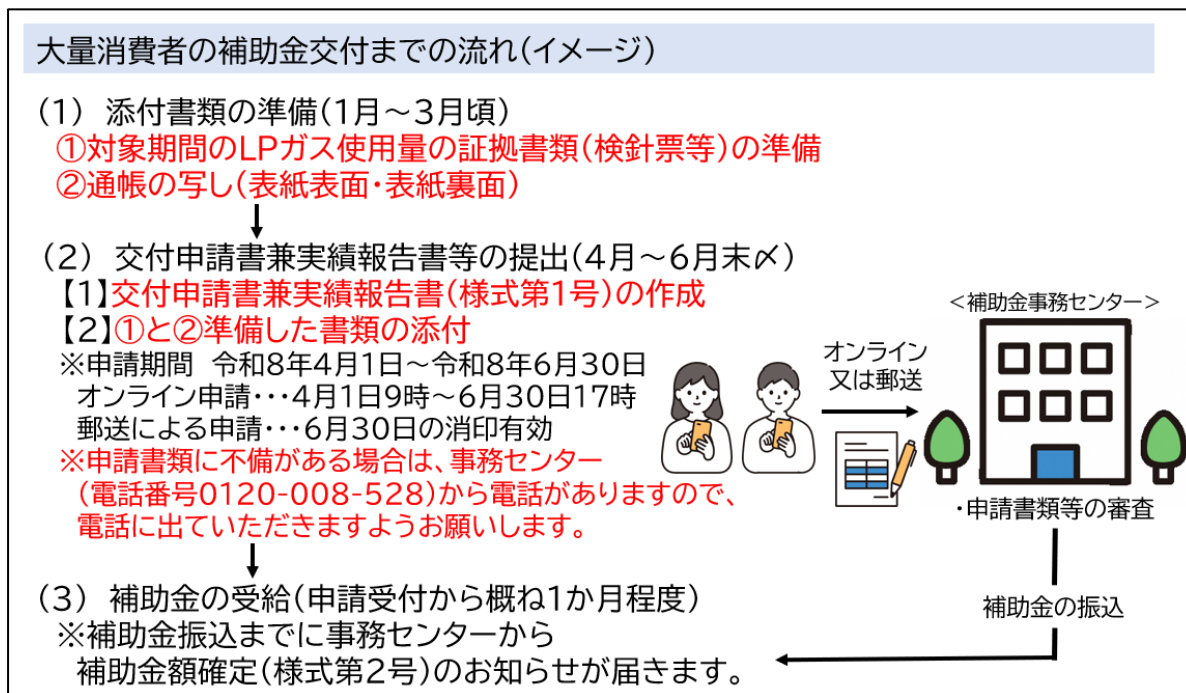 大量消費者の補助金交付までの流れ(イメージ)
(1) 添付書類の準備(1月～3月頃)
①対象期間のLPガス使用量の証拠書類(検針票等)の準備
②通帳の写し(表紙表面・表紙裏面)
(2) 交付申請書兼実績報告書等の提出(4月～6月末〆)
【1】交付申請書兼実績報告書(様式第1号)の作成
【2】①と②準備した書類の添付
※申請期間 令和8年4月1日～令和8年6月30日
オンライン申請・・・4月1日9時～6月30日17時
郵送による申請・・・6月30日の消印有効
※申請書類に不備がある場合は、事務センター
(電話番号0120-008-528)から電話がありますので、
電話に出ていただきますようお願いします。
オンライン
又は郵送
＜補助金事務センター＞
・申請書類等の審査
補助金の振込
(3) 補助金の受給(申請受付から概ね1か月程度)
※補助金振込までに事務センターから
補助金額確定(様式第2号)のお知らせが届きます。